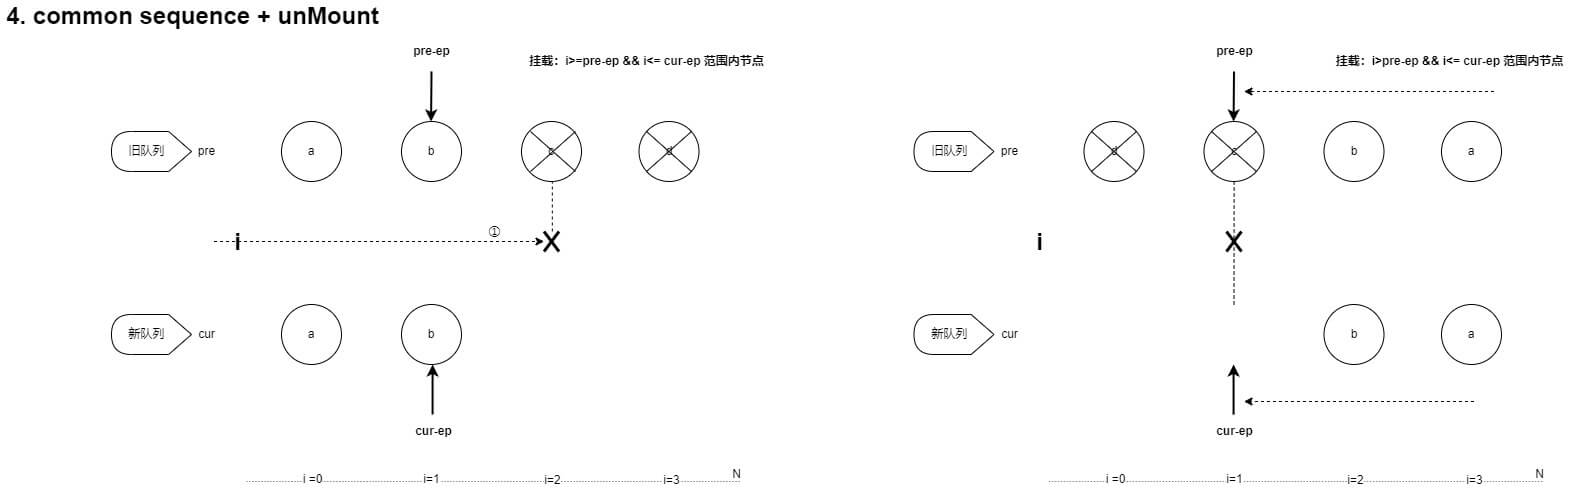 4. common sequence + unMount
pre-ep
挂载：i>=pre-ep && i<= cur-ep 范围内节点
旧队列
pre
a
b
c
d
i
①
新队列
cur
a
b
cur-ep
i =0
i=1
i=2
i=3
N
pre-ep
挂载：i>pre-ep && i<= cur-ep 范围内节点
旧队列
pre
d
c
b
a
i
新队列
cur
b
a
cur-ep
i =0
i=1
i=2
i=3
N